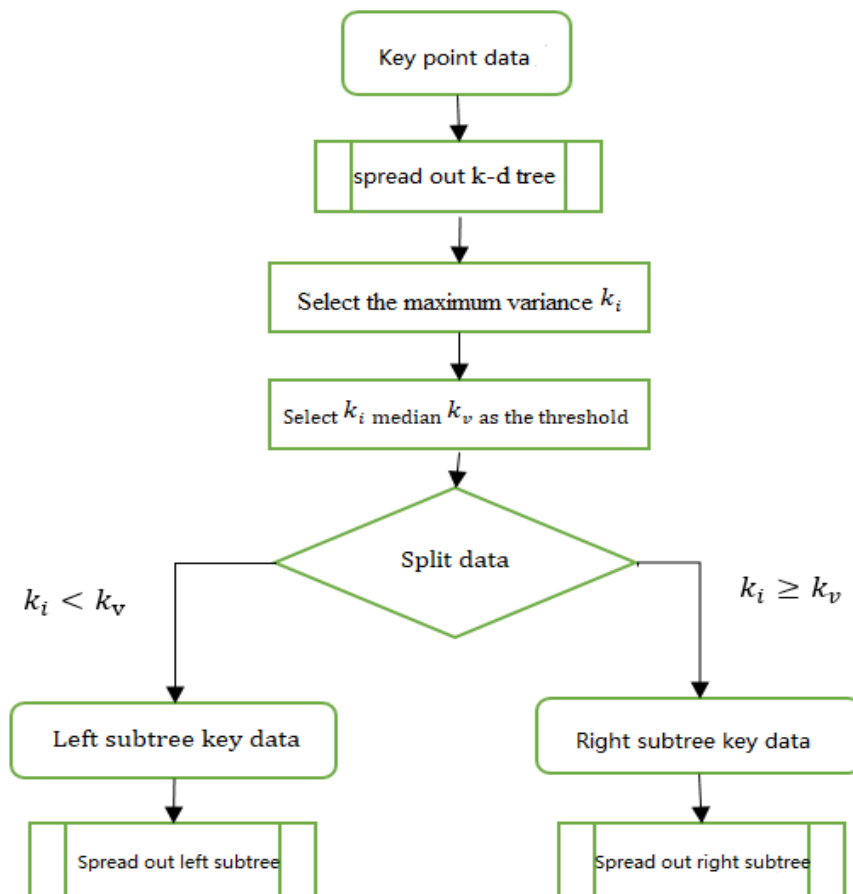 Key point data
spread out k-d tree
Select the maximum variance kᵢ
Select kᵢ median kᵥ as the threshold
Split data
kᵢ < kᵥ
kᵢ ≥ kᵥ
Left subtree key data
Right subtree key data
Spread out left subtree
Spread out right subtree